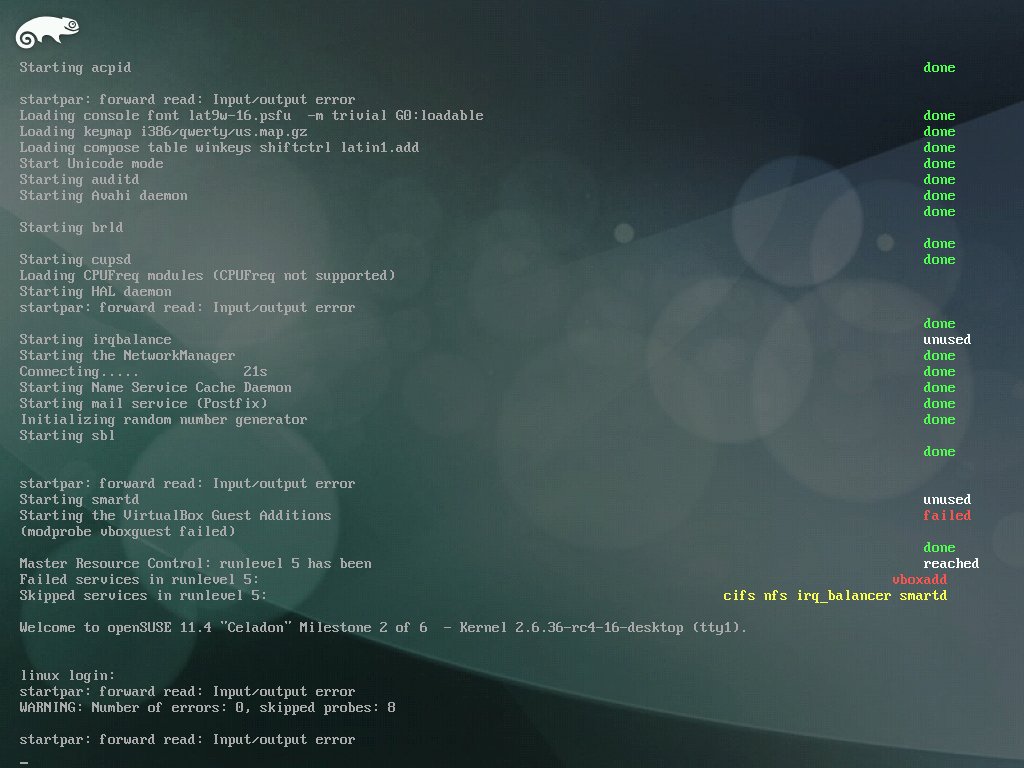 Starting acpid done
startpar: forward read: Input/output error
Loading console font lat9w-16.psfu -m trivial G0:loadable done
Loading keymap i386/qwerty/us.map.gz done
Loading compose table winkeys shiftctrl latin1.add done
Start Unicode mode done
Starting auditd done
Starting Avahi daemon done
done
Starting brld
done
Starting cupsd done
Loading CPUFreq modules (CPUFreq not supported)
Starting HAL daemon
startpar: forward read: Input/output error
done
Starting irqbalance unused
Starting the NetworkManager done
Connecting..... 21s done
Starting Name Service Cache Daemon done
Starting mail service (Postfix) done
Initializing random number generator done
Starting sbl
done
startpar: forward read: Input/output error
Starting smartd unused
Starting the VirtualBox Guest Additions failed
(modprobe vboxguest failed)
done
Master Resource Control: runlevel 5 has been reached
Failed services in runlevel 5: vboxadd
Skipped services in runlevel 5: cifs nfs irq_balancer smartd
Welcome to openSUSE 11.4 "Celadon" Milestone 2 of 6 - Kernel 2.6.36-rc4-16-desktop (tty1).
linux login:
startpar: forward read: Input/output error
WARNING: Number of errors: 0, skipped probes: 8
startpar: forward read: Input/output error
_